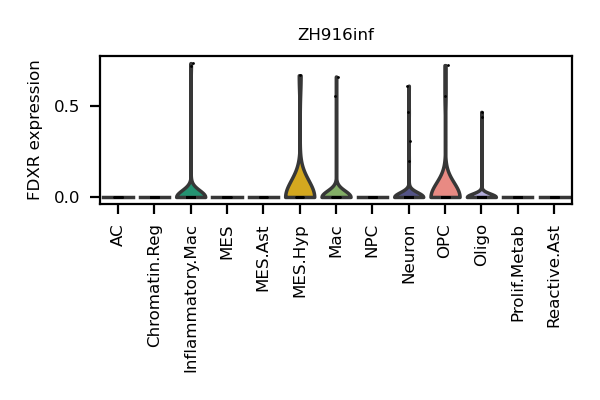 ZH916inf
FDXR expression
0.5
0.0
AC
Chromatin.Reg
Inflammatory.Mac
MES
MES.Ast
MES.Hyp
Mac
NPC
Neuron
OPC
Oligo
Prolif.Metab
Reactive.Ast